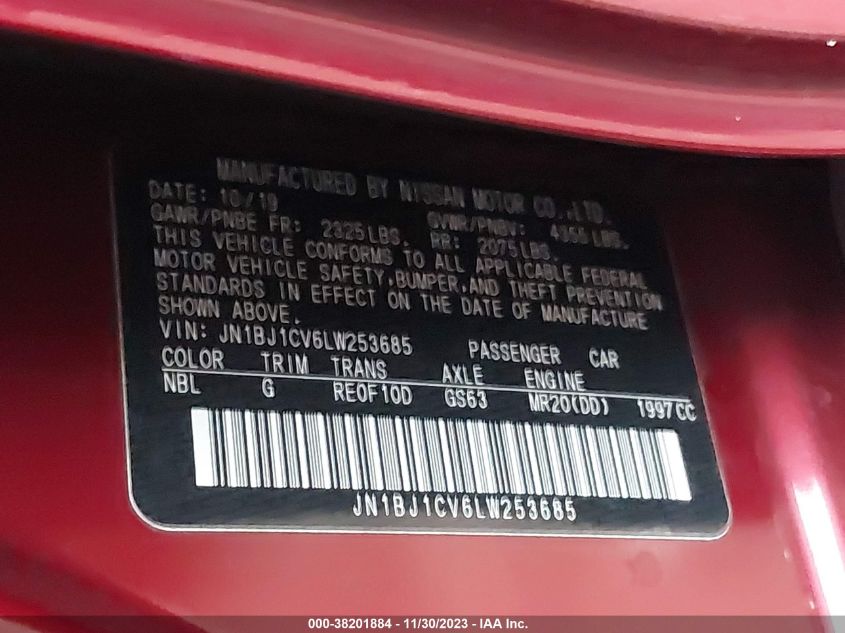 MANUFACTURED BY NISSAN MOTOR CO.,LTD.
DATE: 10/19 GVWR/PNBV: 4355 LBS.
GAWR/PNBE FR: 2325LBS. RR: 2075LBS.
THIS VEHICLE CONFORMS TO ALL APPLICABLE FEDERAL
MOTOR VEHICLE SAFETY,BUMPER,AND THEFT PREVENTION
STANDARDS IN EFFECT ON THE DATE OF MANUFACTURE
SHOWN ABOVE.
VIN: JN1BJ1CV6LW253685 PASSENGER CAR
COLOR TRIM TRANS AXLE ENGINE
NBL G RE0F10D GS63 MR20(DD) 1997CC
JN1BJ1CV6LW253685
000-38201884 - 11/30/2023 - IAA Inc.